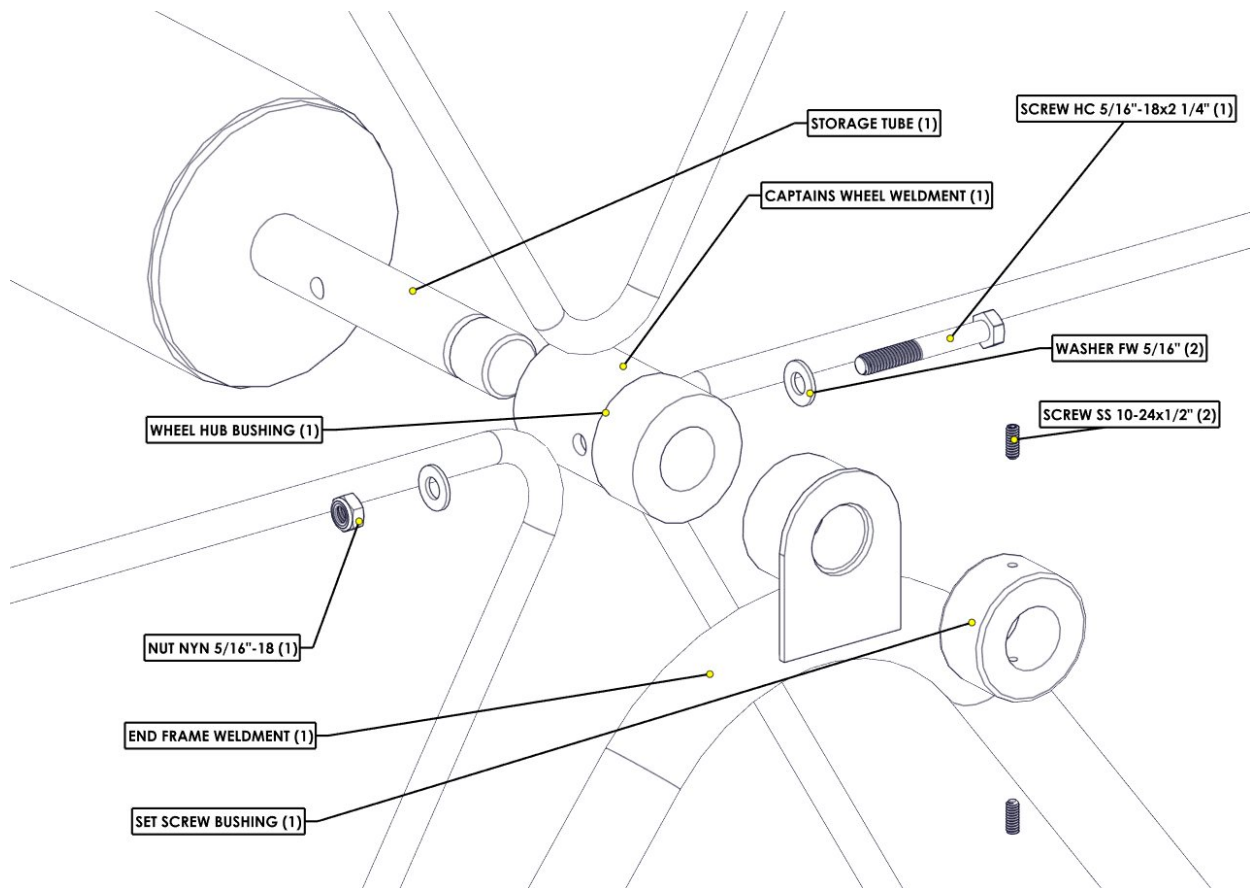 SCREW HC 5/16"-18x2 1/4" (1)
STORAGE TUBE (1)
CAPTAINS WHEEL WELDMENT (1)
WASHER FW 5/16" (2)
SCREW SS 10-24x1/2" (2)
WHEEL HUB BUSHING (1)
NUT NYN 5/16"-18 (1)
END FRAME WELDMENT (1)
SET SCREW BUSHING (1)